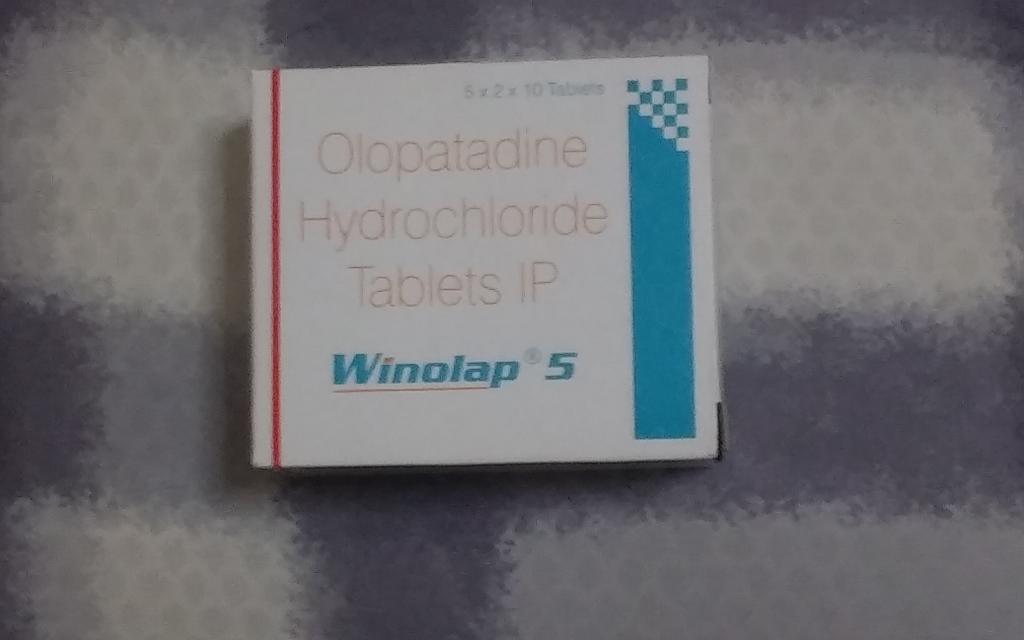 5 x 2 x 10 Tablets
Olopatadine
Hydrochloride
Tablets IP
Winolap® 5